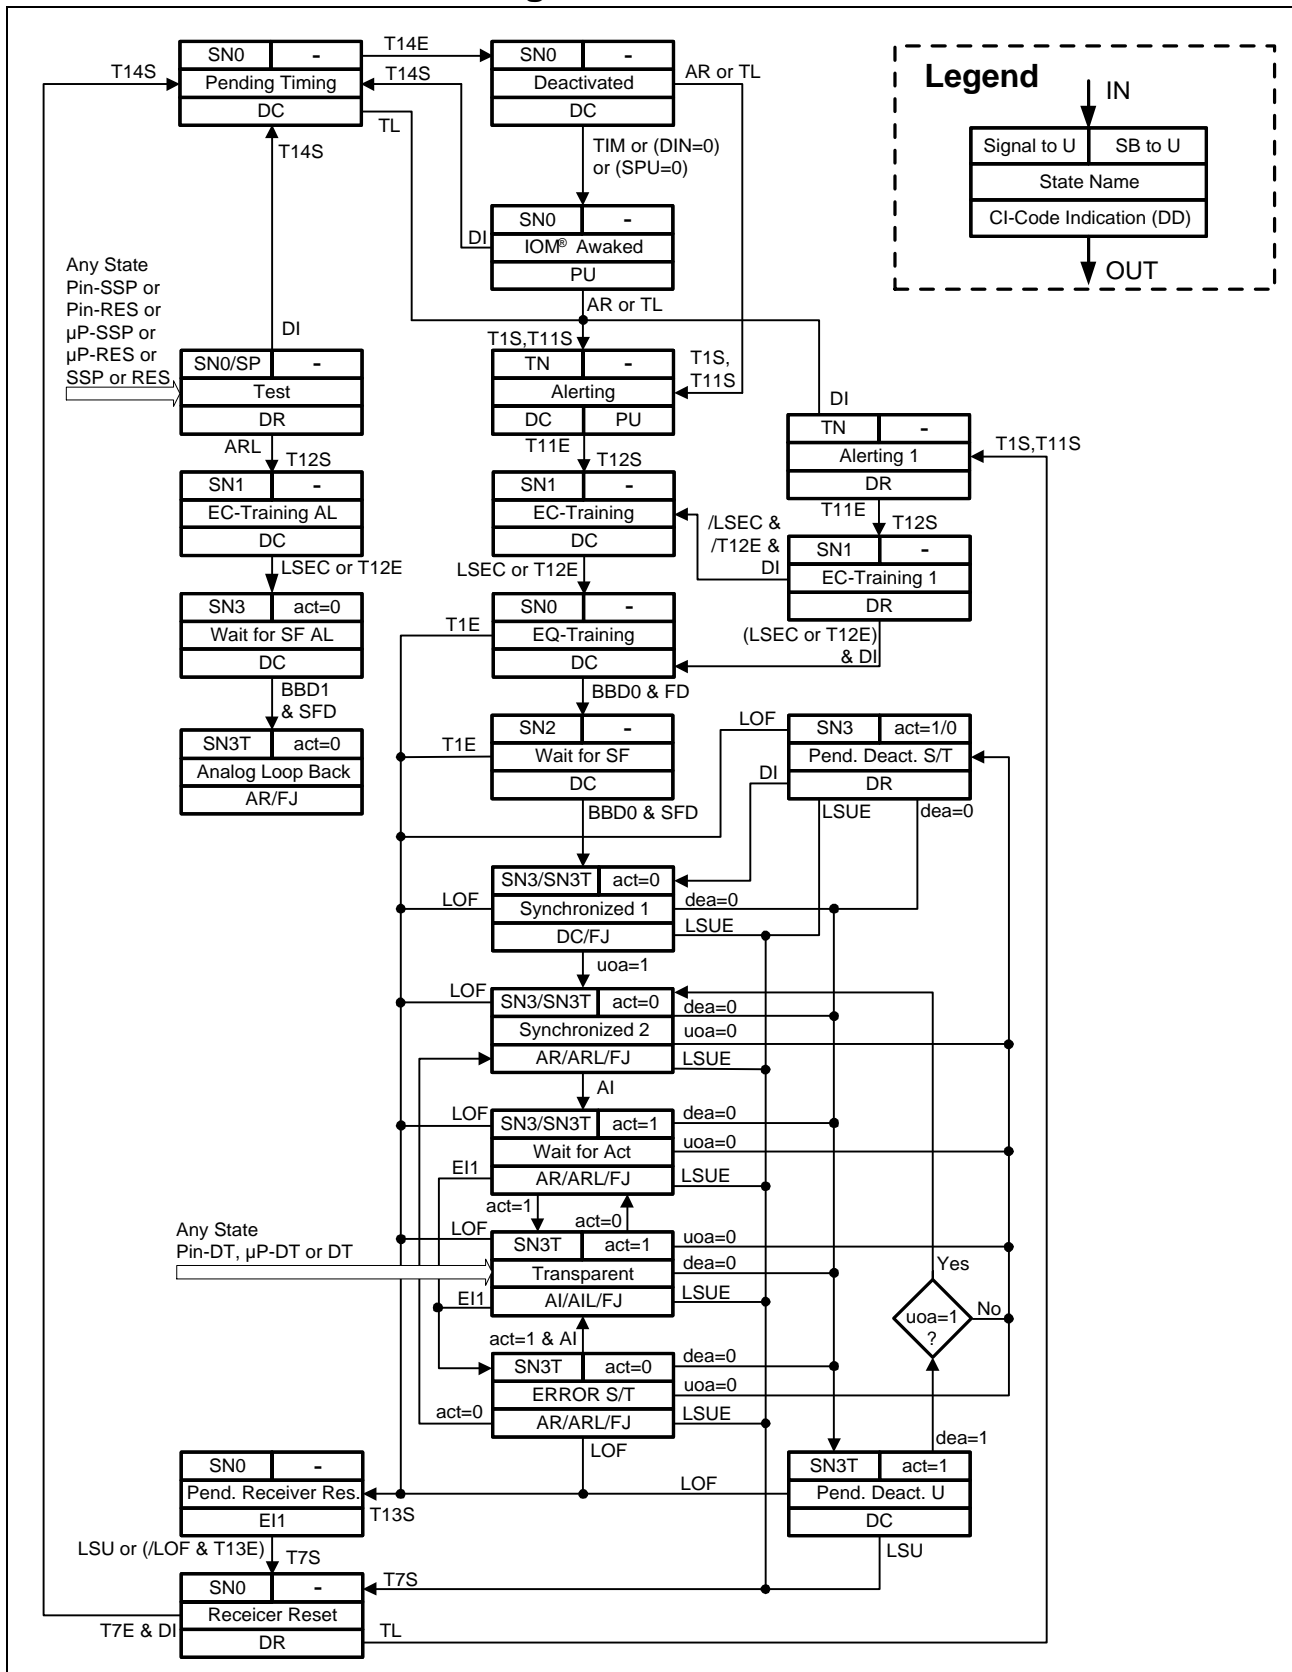 SN0 -
Pending Timing
DC
T14S
T14E
T14S
TL
T14S
SN0 -
Deactivated
DC
AR or TL
TIM or (DIN=0)
or (SPU=0)
Legend
IN
Signal to U SB to U
State Name
CI-Code Indication (DD)
OUT
SN0 -
IOM® Awaked
PU
DI
AR or TL
Any State
Pin-SSP or
Pin-RES or
µP-SSP or
µP-RES or
SSP or RES
DI
SN0/SP -
Test
DR
ARL
T12S
T1S,T11S
TN -
Alerting
DC PU
T1S,
T11S
T11E
T12S
DI
TN -
Alerting 1
DR
T1S,T11S
T11E
T12S
SN1 -
EC-Training AL
DC
LSEC or T12E
SN1 -
EC-Training
DC
LSEC or T12E
/LSEC &
/T12E &
DI
SN1 -
EC-Training 1
DR
(LSEC or T12E)
& DI
SN3 act=0
Wait for SF AL
DC
BBD1
& SFD
T1E
SN0 -
EQ-Training
DC
BBD0 & FD
SN3T act=0
Analog Loop Back
AR/FJ
T1E
SN2 -
Wait for SF
DC
BBD0 & SFD
LOF
SN3 act=1/0
Pend. Deact. S/T
DR
DI
LSUE
dea=0
LOF
SN3/SN3T act=0
Synchronized 1
DC/FJ
dea=0
LSUE
uoa=1
LOF
SN3/SN3T act=0
Synchronized 2
AR/ARL/FJ
dea=0
uoa=0
LSUE
AI
LOF
SN3/SN3T act=1
Wait for Act
AR/ARL/FJ
dea=0
uoa=0
LSUE
EI1
act=1
act=0
Any State
Pin-DT, µP-DT or DT
LOF
SN3T act=1
Transparent
AI/AIL/FJ
uoa=0
dea=0
LSUE
EI1
act=1 & AI
Yes
uoa=1
?
No
SN3T act=0
ERROR S/T
AR/ARL/FJ
dea=0
uoa=0
LSUE
act=0
LOF
dea=1
SN3T act=1
Pend. Deact. U
DC
LOF
LSU
SN0 -
Pend. Receiver Res.
EI1
T13S
LSU or (/LOF & T13E)
T7S
SN0 -
Receicer Reset
DR
T7S
T7E & DI
TL